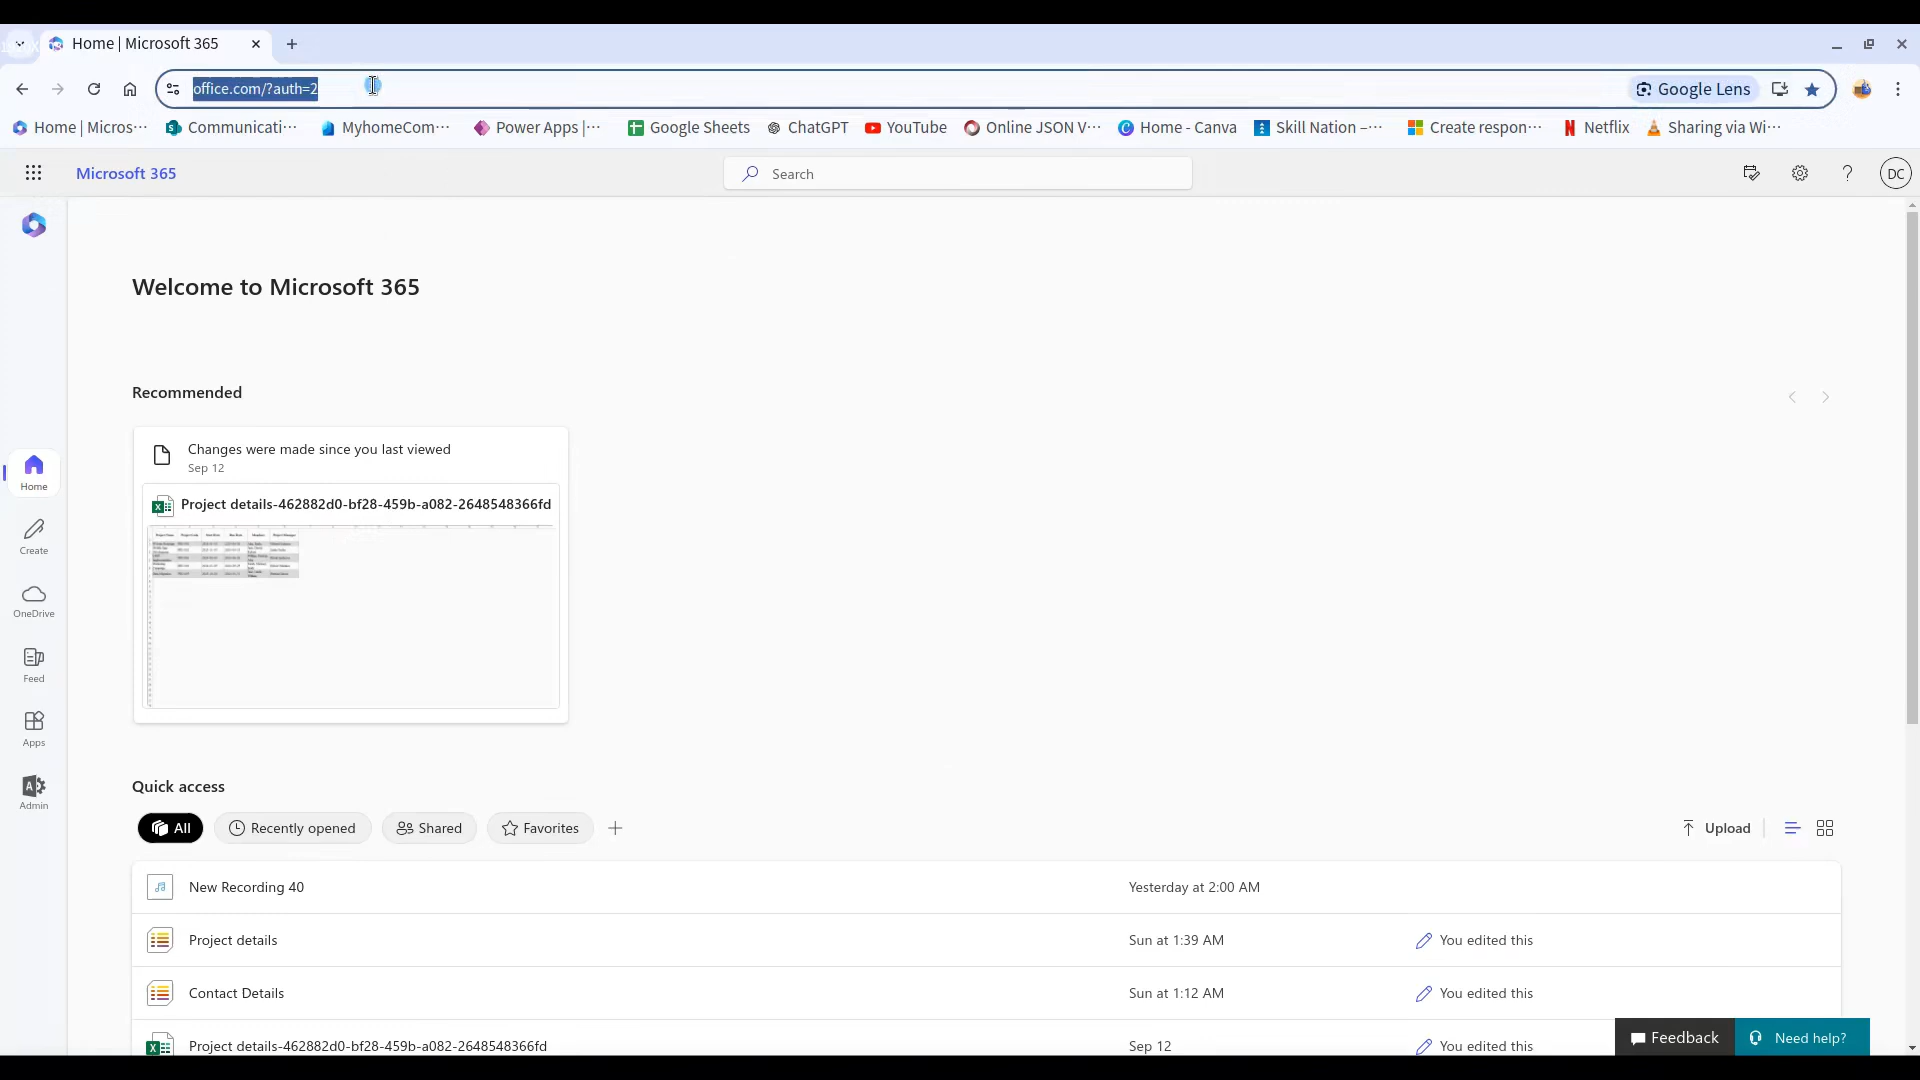 Home | Microsoft 365
office.com/?auth=2
Google Lens
Home | Micros···
Communicati···
MyhomeCom···
Power Apps |···
Google Sheets
ChatGPT
YouTube
Online JSON V···
Home - Canva
Skill Nation –···
Create respon···
Netflix
Sharing via Wi···
Microsoft 365
Search
DC
Welcome to Microsoft 365
Recommended
Changes were made since you last viewed
Sep 12
Project details-462882d0-bf28-459b-a082-2648548366fd
Home
Create
OneDrive
Feed
Apps
Admin
Quick access
All
Recently opened
Shared
Favorites
Upload
New Recording 40
Yesterday at 2:00 AM
Project details
Sun at 1:39 AM
You edited this
Contact Details
Sun at 1:12 AM
You edited this
Project details-462882d0-bf28-459b-a082-2648548366fd
Sep 12
You edited this
Feedback
Need help?